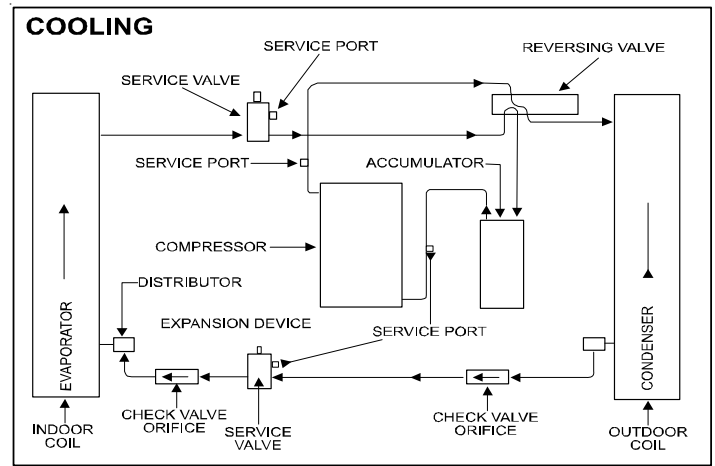 COOLING
SERVICE PORT
REVERSING VALVE
SERVICE VALVE
SERVICE PORT
ACCUMULATOR
COMPRESSOR
DISTRIBUTOR
EXPANSION DEVICE
SERVICE PORT
EVAPORATOR
CONDENSER
CHECK VALVE
ORIFICE
SERVICE
VALVE
CHECK VALVE
ORIFICE
INDOOR
COIL
OUTDOOR
COIL